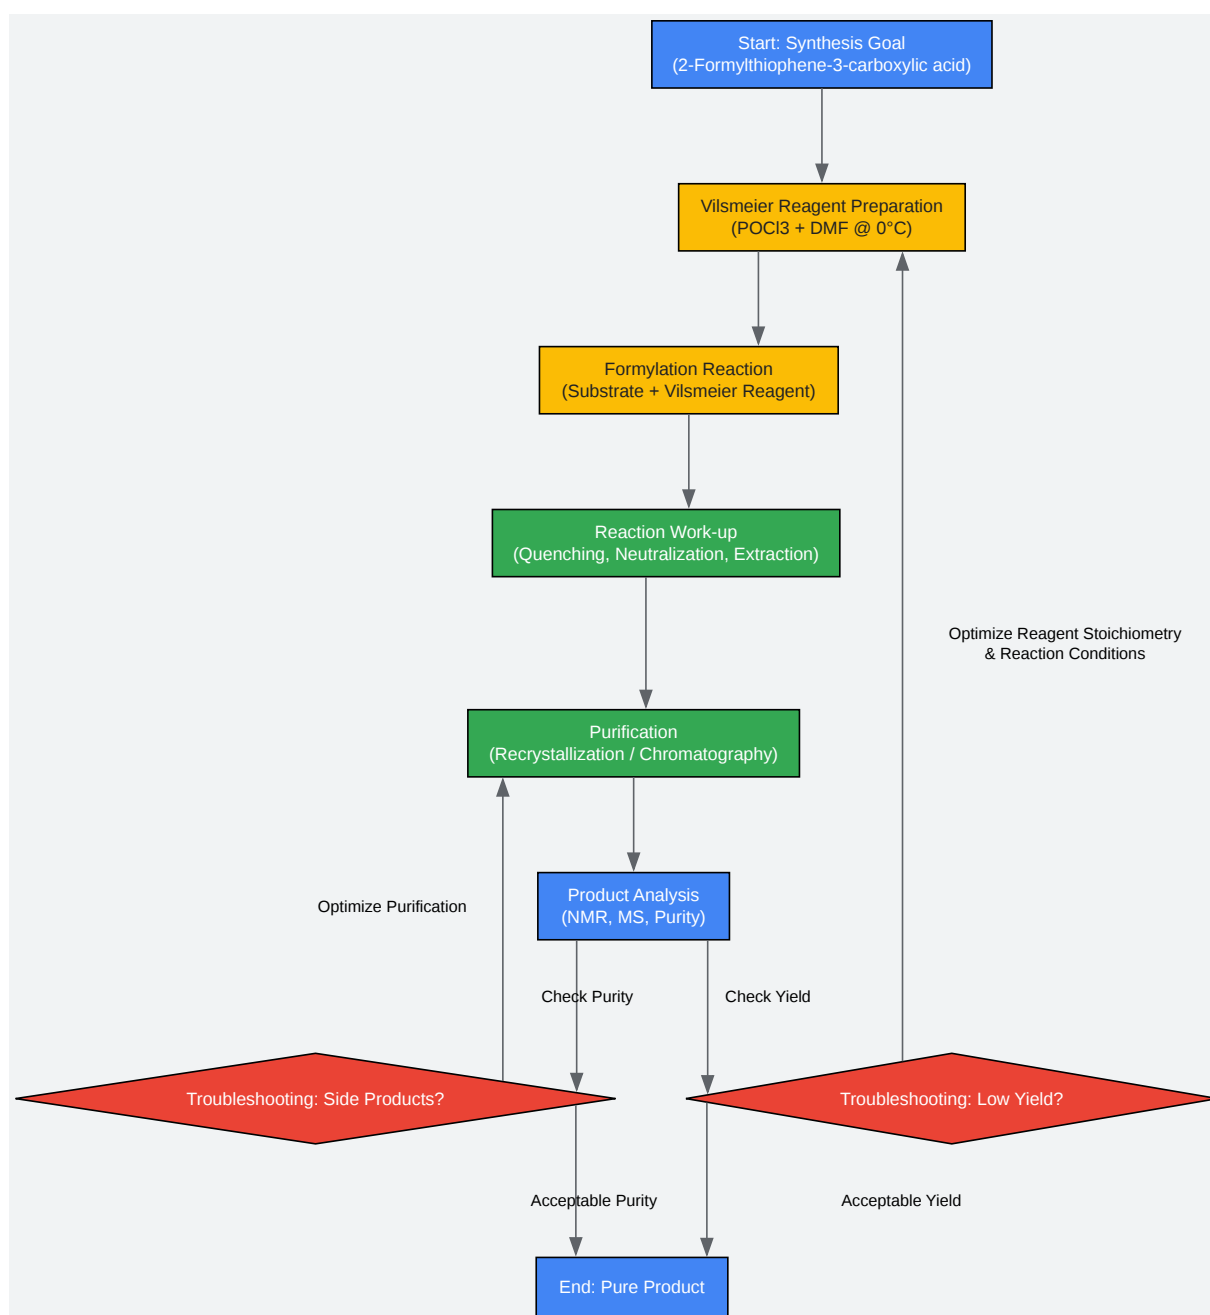 Start: Synthesis Goal
(2-Formylthiophene-3-carboxylic acid)
Vilsmeier Reagent Preparation
(POCl3 + DMF @ 0°C)
Formylation Reaction
(Substrate + Vilsmeier Reagent)
Reaction Work-up
(Quenching, Neutralization, Extraction)
Optimize Reagent Stoichiometry
& Reaction Conditions
Purification
(Recrystallization / Chromatography)
Product Analysis
(NMR, MS, Purity)
Optimize Purification
Check Purity
Check Yield
Troubleshooting: Side Products?
Troubleshooting: Low Yield?
Acceptable Purity
Acceptable Yield
End: Pure Product